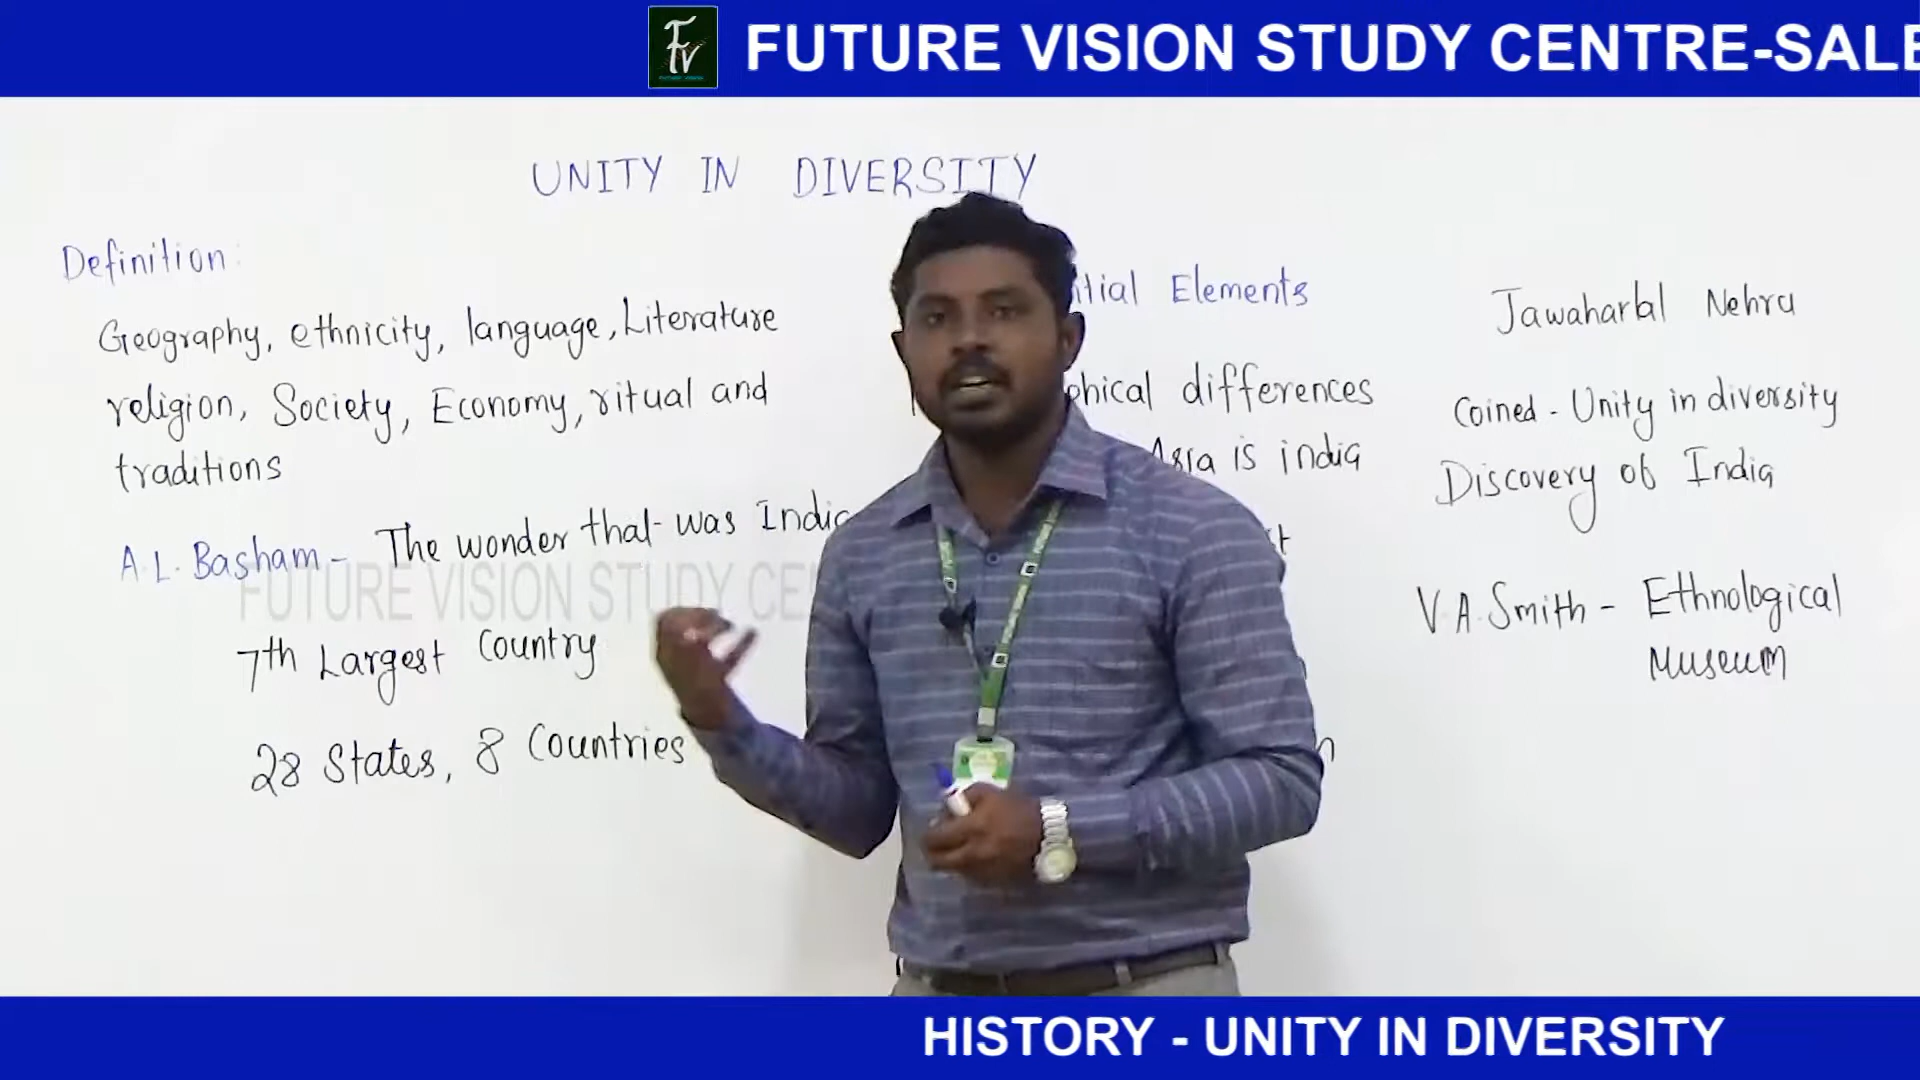 FUTURE VISION STUDY CENTRE-SALE
UNITY IN DIVERSITY
Definition:
Geography, ethnicity, language, Literature
religion, Society, Economy, ritual and
traditions
A.L. Basham - The wonder that was India
FUTURE VISION STUDY CE
7th Largest Country
28 States, 8 Countries
Elements
differences
Asia is india
Jawaharlal Nehru
Coined - Unity in diversity
Discovery of India
V.A. Smith - Ethnological
Museum
HISTORY - UNITY IN DIVERSITY